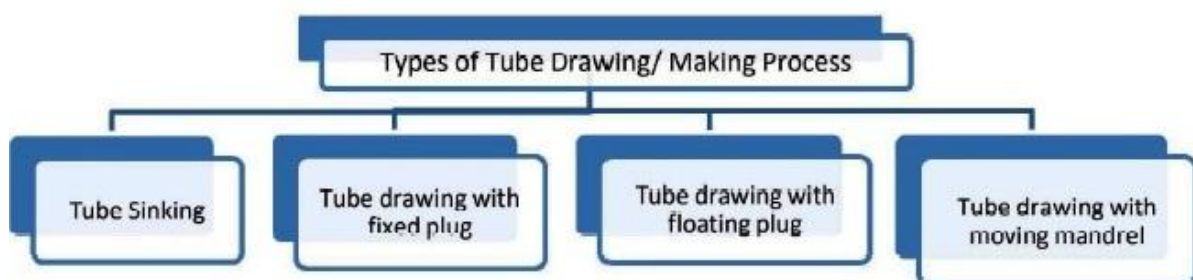 Types of Tube Drawing/ Making Process
Tube Sinking
Tube drawing with
fixed plug
Tube drawing with
floating plug
Tube drawing with
moving mandrel